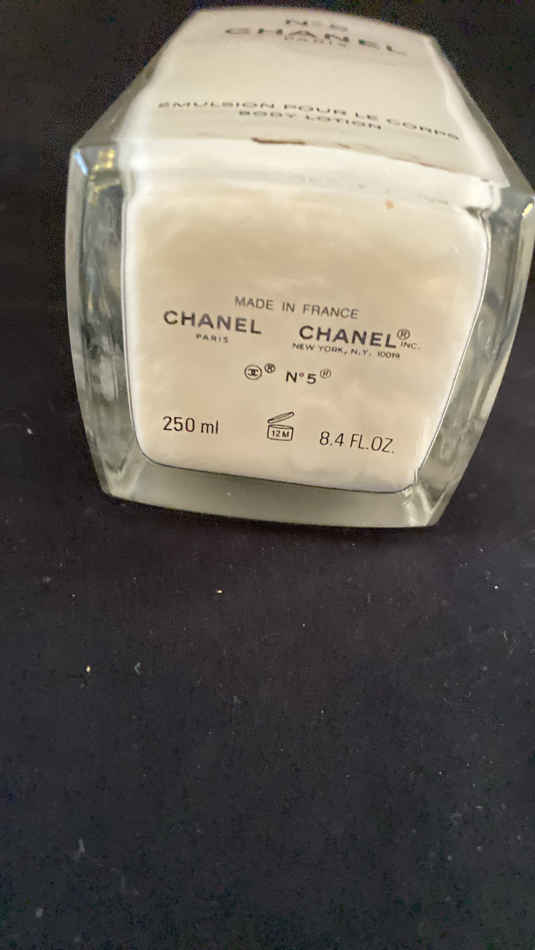 N°5
CHANEL
PARIS
ÉMULSION POUR LE CORPS
BODY LOTION
MADE IN FRANCE
CHANEL CHANEL® INC.
PARIS NEW YORK, N.Y. 10019
® N°5®
250 ml 12M 8.4 FL.OZ.